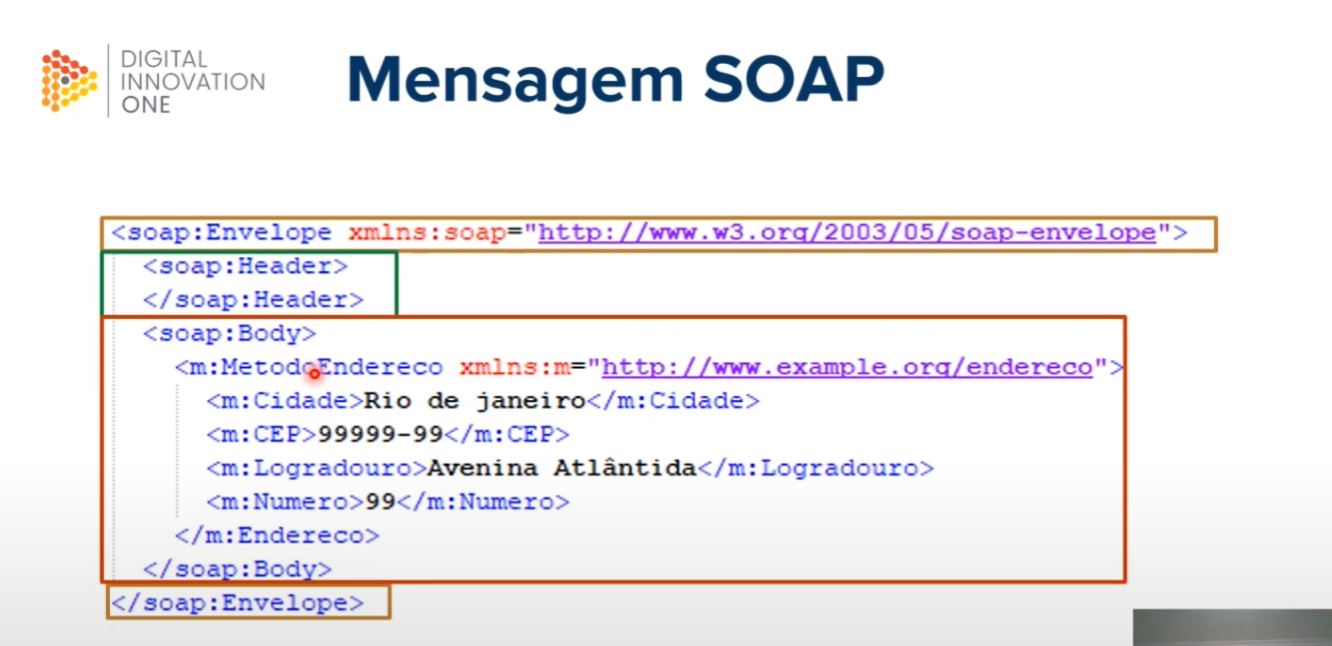 DIGITAL
INNOVATION
ONE
Mensagem SOAP
<soap:Envelope xmlns:soap="http://www.w3.org/2003/05/soap-envelope">
<soap:Header>
</soap:Header>
<soap:Body>
<m:MetodoEndereco xmlns:m="http://www.example.org/endereco">
<m:Cidade>Rio de janeiro</m:Cidade>
<m:CEP>99999-99</m:CEP>
<m:Logradouro>Avenina Atlântida</m:Logradouro>
<m:Numero>99</m:Numero>
</m:Endereco>
</soap:Body>
</soap:Envelope>